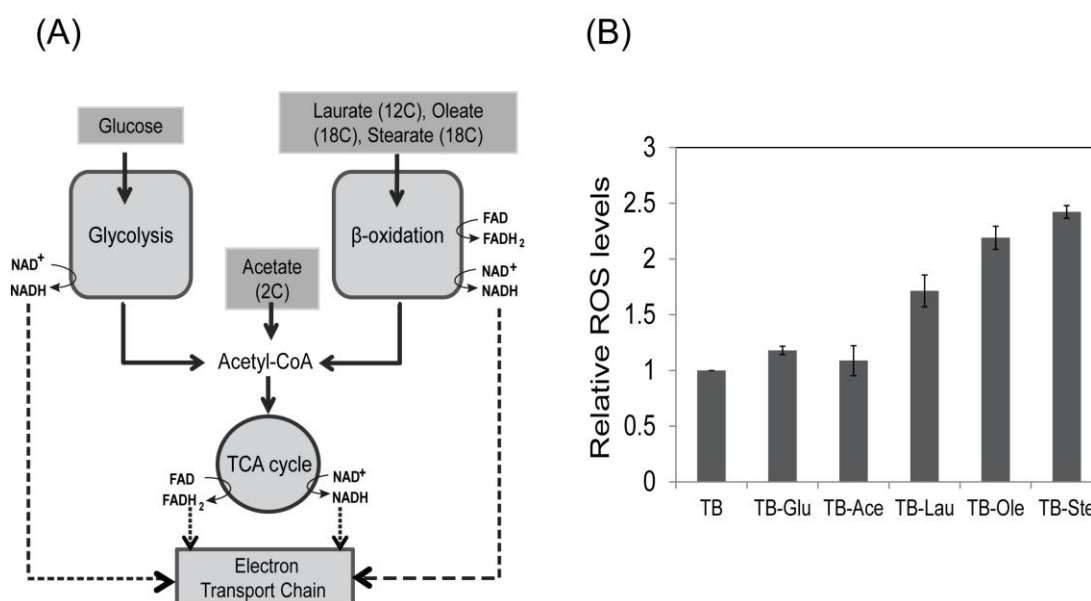 (A)
Glucose
Laurate (12C), Oleate
(18C), Stearate (18C)
Glycolysis
β-oxidation
FAD
FADH2
NAD+
NADH
NAD+
NADH
Acetate
(2C)
Acetyl-CoA
TCA cycle
FAD
FADH2
NAD+
NADH
Electron
Transport Chain
(B)
Relative ROS levels
3
2.5
2
1.5
1
0.5
0
TB TB-Glu TB-Ace TB-Lau TB-Ole TB-Ste